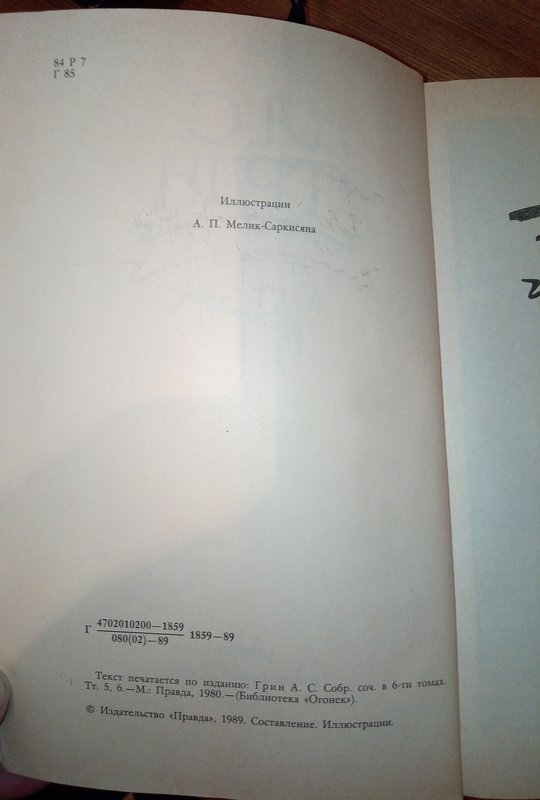 84 Р 7
Г 85
Иллюстрации
А. П. Мелик-Саркисяна
Г 4702010200—1859
080(02)—89
1859—89
Текст печатается по изданию: Грин А. С. Собр. соч. в 6-ти томах.
Тт. 5, 6.—М.: Правда, 1980.—(Библиотека «Огонек»).
© Издательство «Правда», 1989. Составление. Иллюстрации.